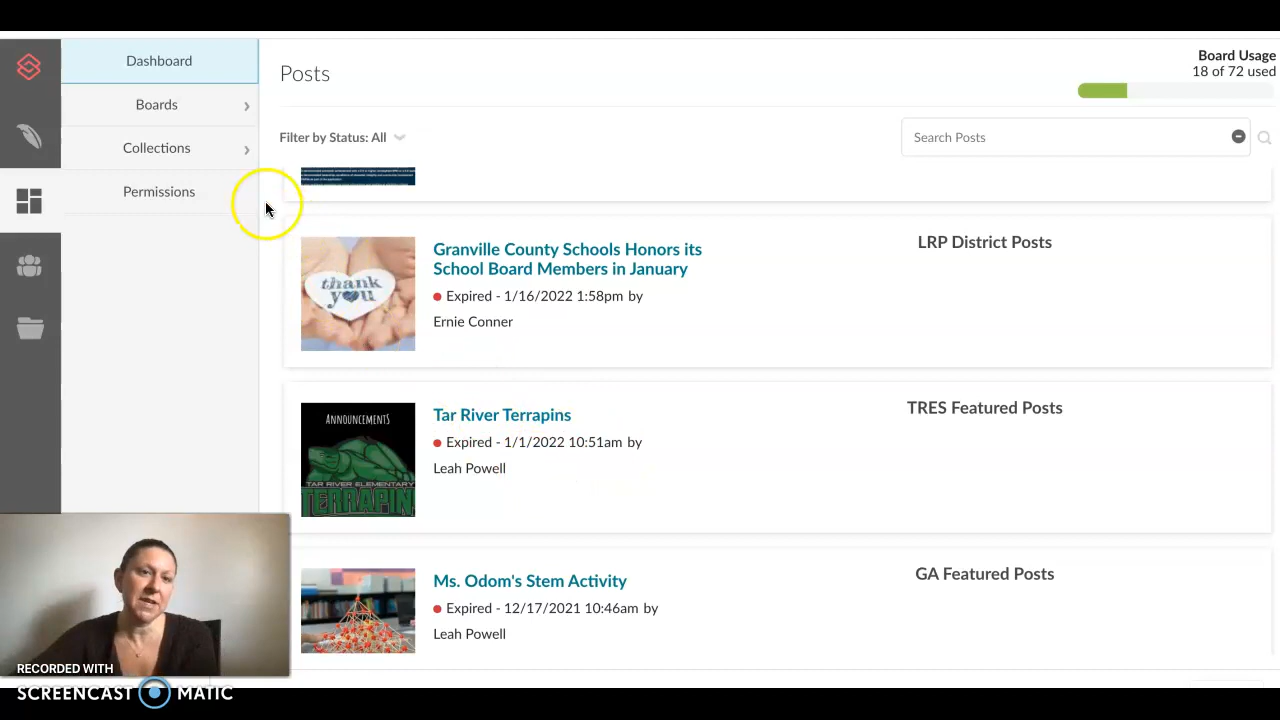 Dashboard
Boards
Collections
Permissions
Posts
Board Usage
18 of 72 used
Filter by Status: All
Search Posts
thank
you
Granville County Schools Honors its
School Board Members in January
Expired - 1/16/2022 1:58pm by
Ernie Conner
LRP District Posts
ANNOUNCEMENTS
TAR RIVER ELEMENTARY
TERRAPIN
Tar River Terrapins
Expired - 1/1/2022 10:51am by
Leah Powell
TRES Featured Posts
Ms. Odom's Stem Activity
Expired - 12/17/2021 10:46am by
Leah Powell
GA Featured Posts
RECORDED WITH
SCREENCAST MATIC